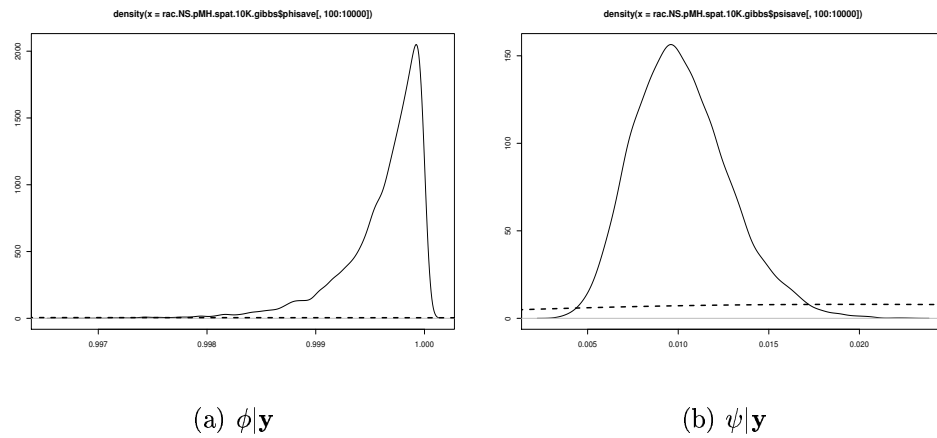 density(x = rac.NS.pMH.spat.10K.gibbs$phisave[, 100:10000])
2000
1500
1000
500
0
0.997 0.998 0.999 1.000
(a) ϕ|y
density(x = rac.NS.pMH.spat.10K.gibbs$psisave[, 100:10000])
150
100
50
0
0.005 0.010 0.015 0.020
(b) ψ|y